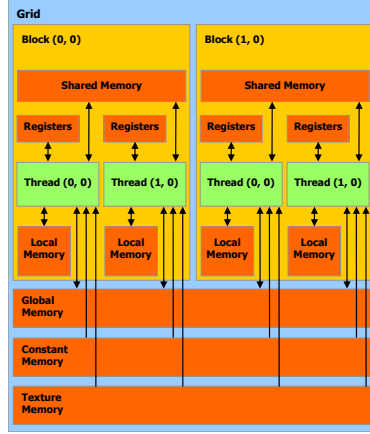 Grid
Block (0, 0)
Block (1, 0)
Shared Memory
Shared Memory
Registers
Registers
Registers
Registers
Thread (0, 0)
Thread (1, 0)
Thread (0, 0)
Thread (1, 0)
Local
Memory
Local
Memory
Local
Memory
Local
Memory
Global
Memory
Constant
Memory
Texture
Memory